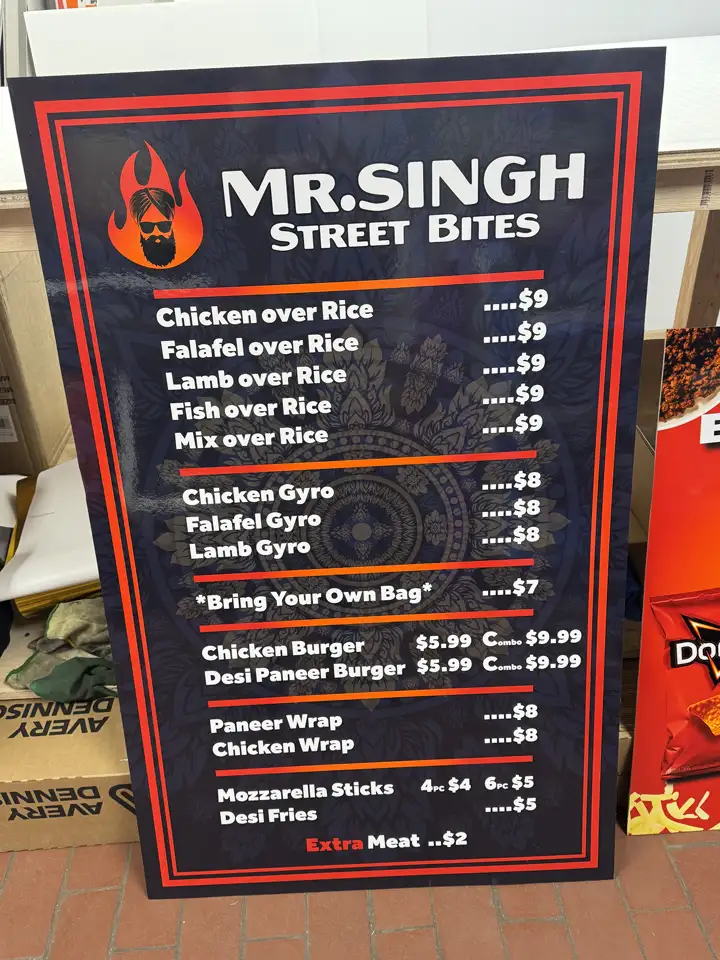 MR.SINGH
STREET BITES
Chicken over Rice ....$9
Falafel over Rice ....$9
Lamb over Rice ....$9
Fish over Rice ....$9
Mix over Rice ....$9
Chicken Gyro ....$8
Falafel Gyro ....$8
Lamb Gyro ....$8
*Bring Your Own Bag* ....$7
Chicken Burger $5.99 Combo $9.99
Desi Paneer Burger $5.99 Combo $9.99
Paneer Wrap ....$8
Chicken Wrap ....$8
Mozzarella Sticks 4PC $4 6PC $5
Desi Fries ....$5
Extra Meat ..$2
AVERY
DENNISO
AVERY
DENNIS